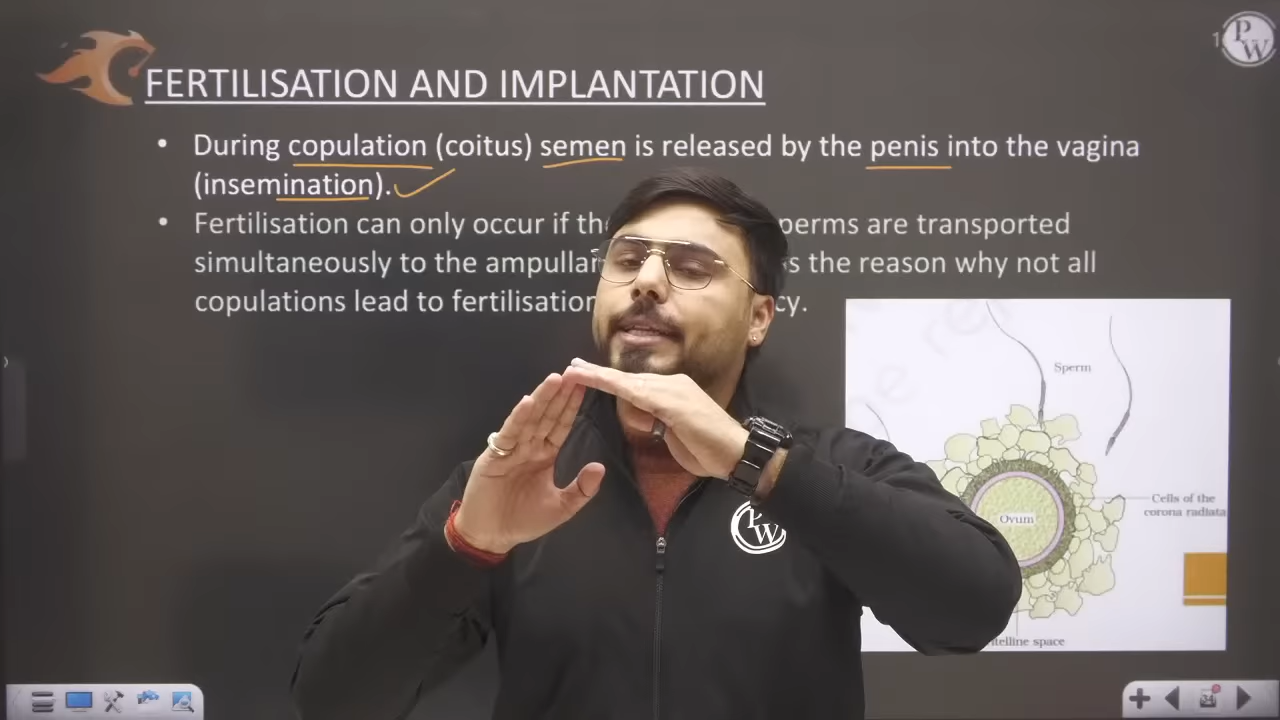 PW
FERTILISATION AND IMPLANTATION
• During copulation (coitus) semen is released by the penis into the vagina
(insemination).
• Fertilisation can only occur if the perms are transported
simultaneously to the ampullar s the reason why not all
copulations lead to fertilisation cy.
Sperm
Cells of the
corona radiata
Ovum
PW
telline space